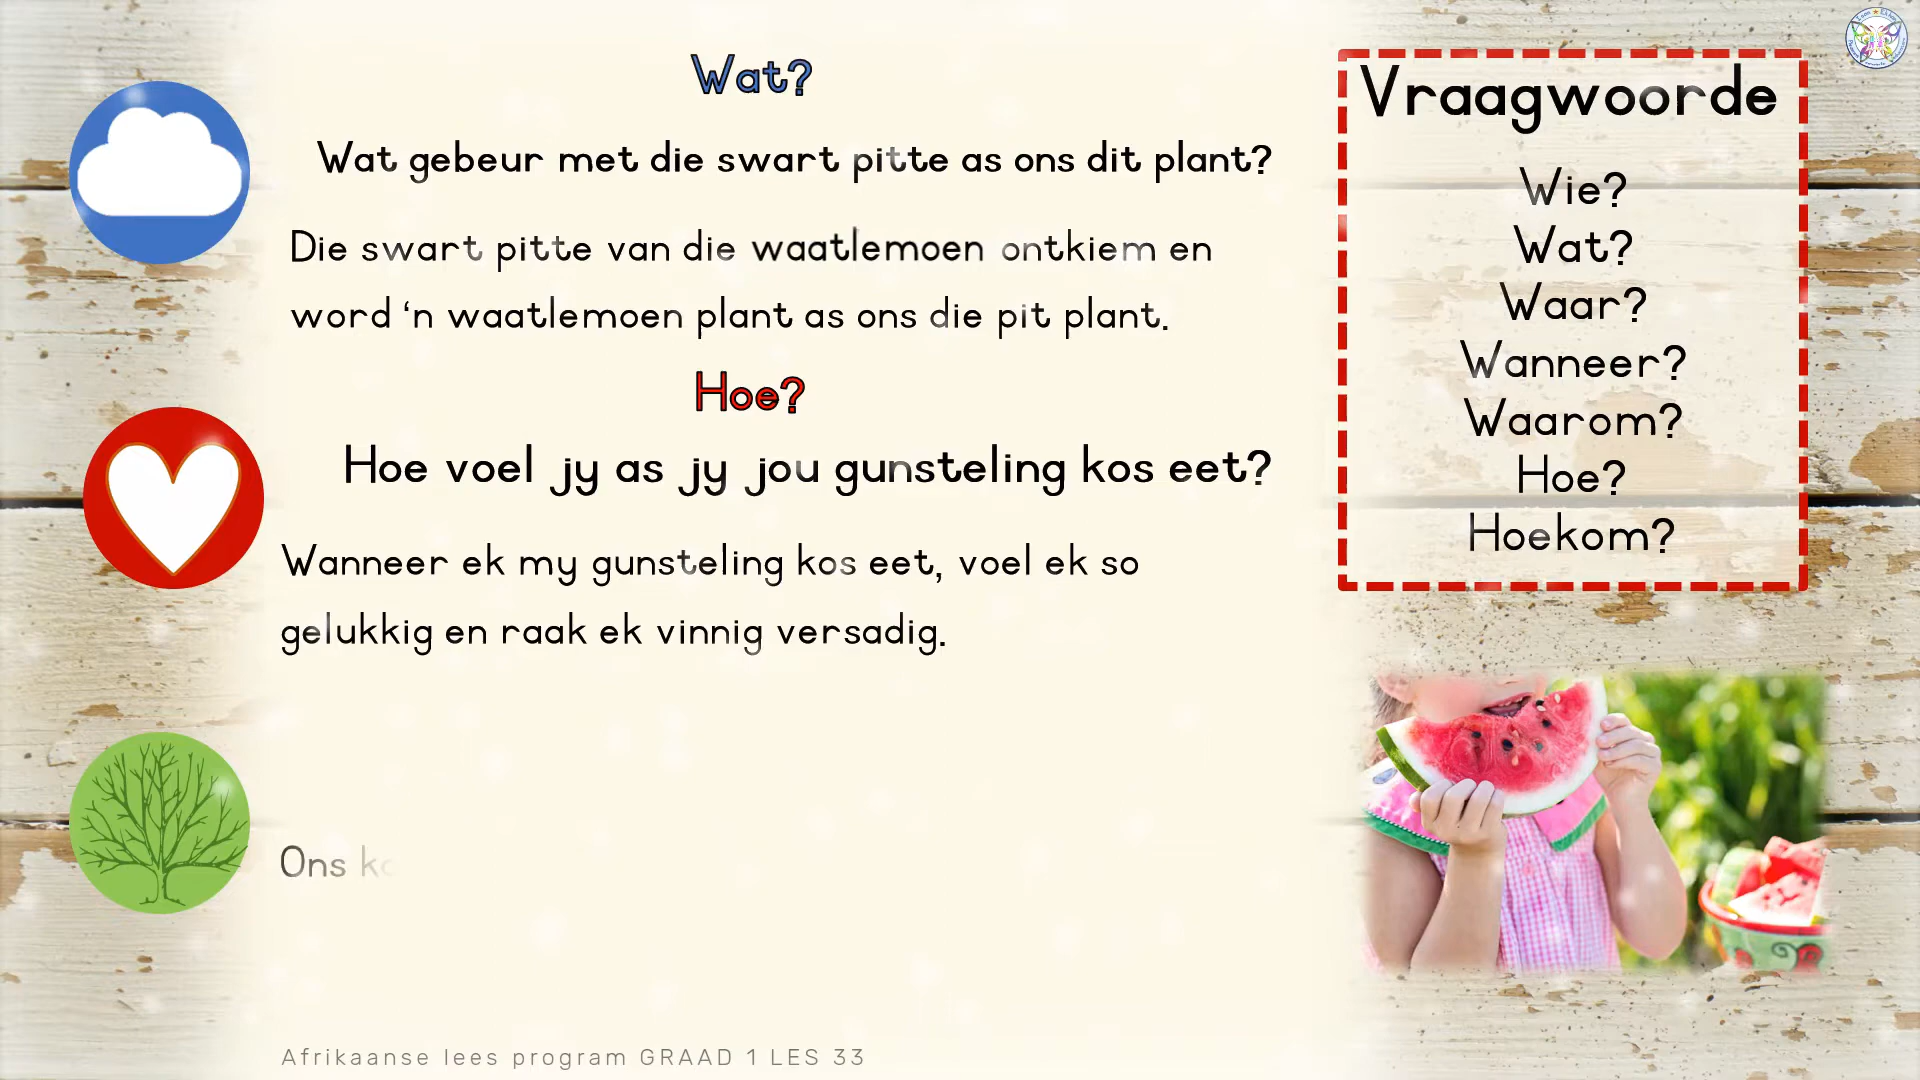 Wat?
Wat gebeur met die swart pitte as ons dit plant?
Die swart pitte van die waatlemoen ontkiem en
word ‘n waatlemoen plant as ons die pit plant.
Hoe?
Hoe voel jy as jy jou gunsteling kos eet?
Wanneer ek my gunsteling kos eet, voel ek so
gelukkig en raak ek vinnig versadig.
Ons
Afrikaanse lees program GRAAD 1 LES 33
Vraagwoorde
Wie?
Wat?
Waar?
Wanneer?
Waarom?
Hoe?
Hoekom?